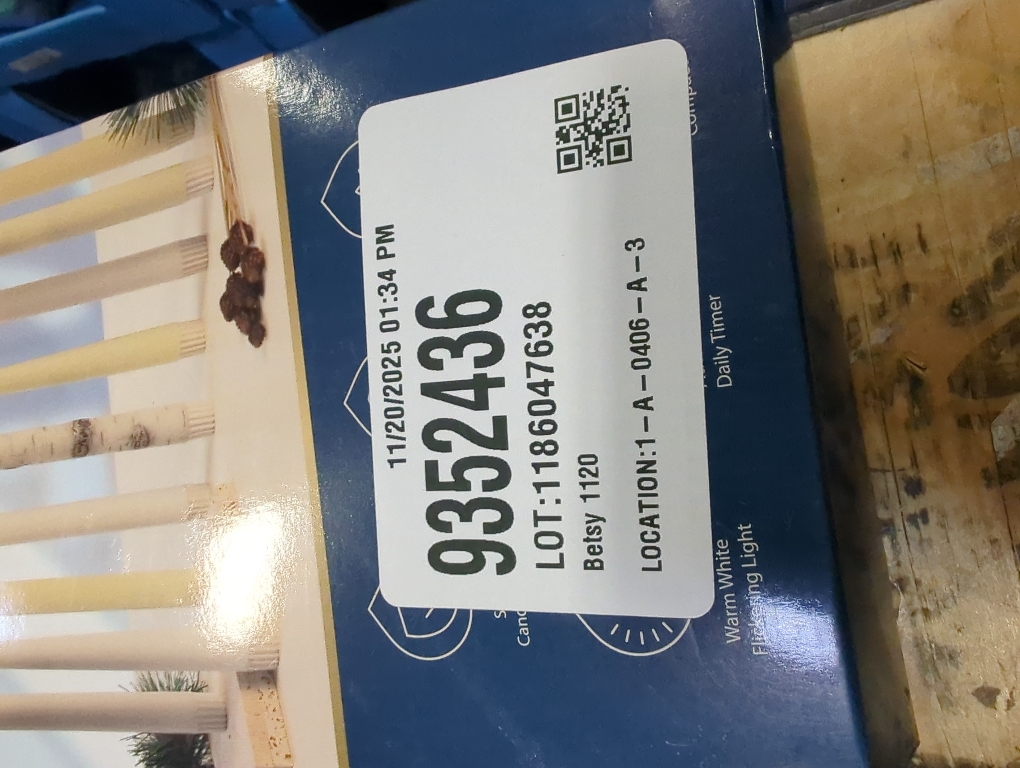 11/20/2025 01:34 PM
9352436
LOT:1186047638
Betsy 1120
LOCATION:1-A-0406-A-3
Warm White
Flickering Light
Daily Timer